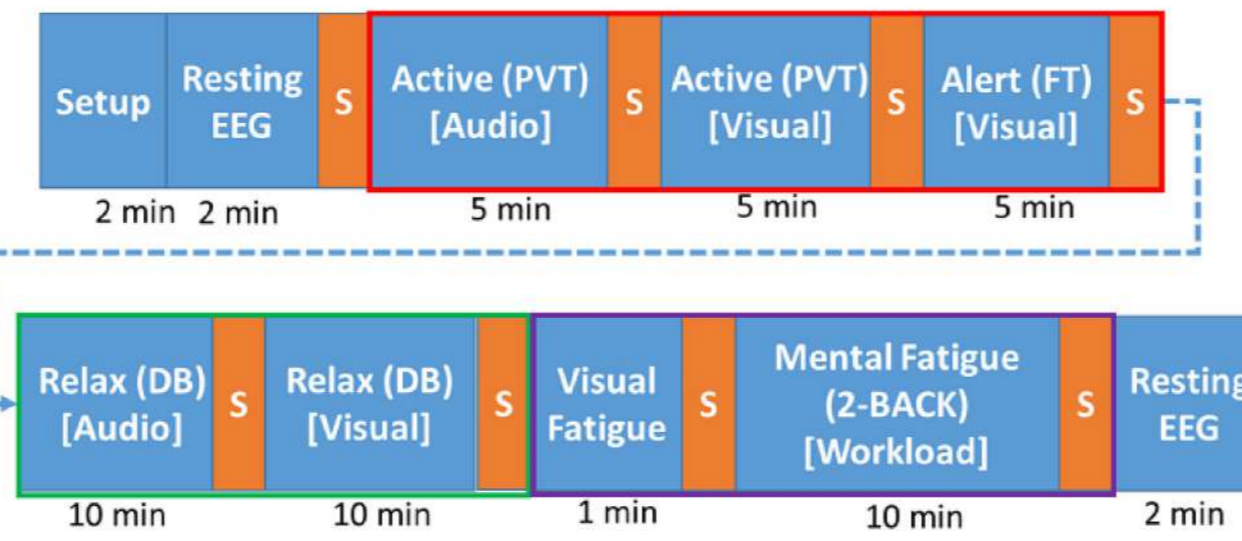 Setup
Resting
EEG
S
Active (PVT)
[Audio]
S
Active (PVT)
[Visual]
S
Alert (FT)
[Visual]
S
2 min
2 min
5 min
5 min
5 min
Relax (DB)
[Audio]
S
Relax (DB)
[Visual]
S
Visual
Fatigue
S
Mental Fatigue
(2-BACK)
[Workload]
S
Resting
EEG
10 min
10 min
1 min
10 min
2 min